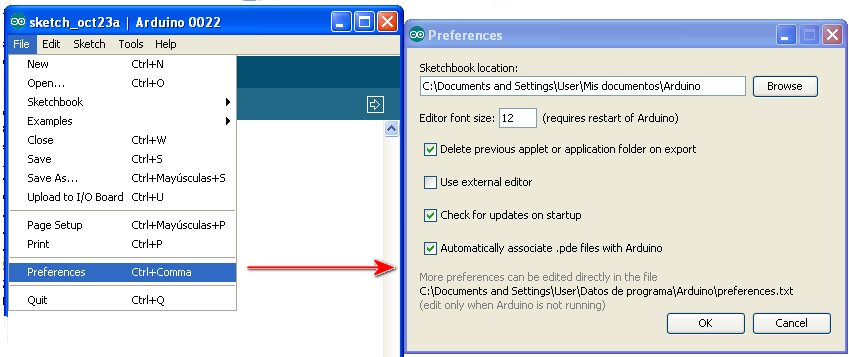 sketch_oct23a | Arduino 0022
File Edit Sketch Tools Help
New Ctrl+N
Open... Ctrl+O
Sketchbook
Examples
Close Ctrl+W
Save Ctrl+S
Save As... Ctrl+Mayúsculas+S
Upload to I/O Board Ctrl+U
Page Setup Ctrl+Mayúsculas+P
Print Ctrl+P
Preferences Ctrl+Comma
Quit Ctrl+Q
Preferences
Sketchbook location:
C:\Documents and Settings\User\Mis documentos\Arduino Browse
Editor font size: 12 (requires restart of Arduino)
Delete previous applet or application folder on export
Use external editor
Check for updates on startup
Automatically associate .pde files with Arduino
More preferences can be edited directly in the file
C:\Documents and Settings\User\Datos de programa\Arduino\preferences.txt
(edit only when Arduino is not running)
OK Cancel